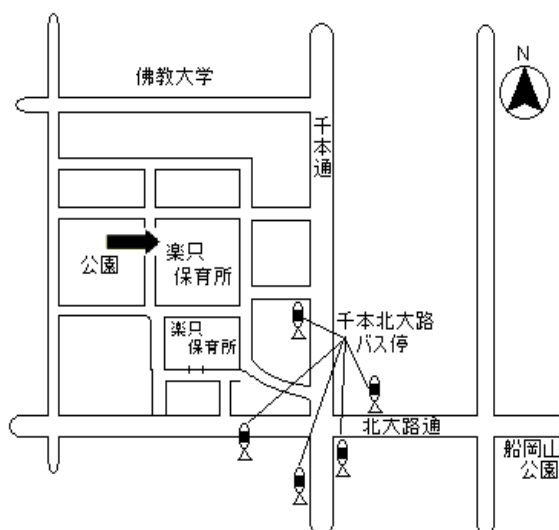 佛教大学
N
千本通
公園
楽只
保育所
楽只
保育所
千本北大路
バス停
北大路通
船岡山
公園